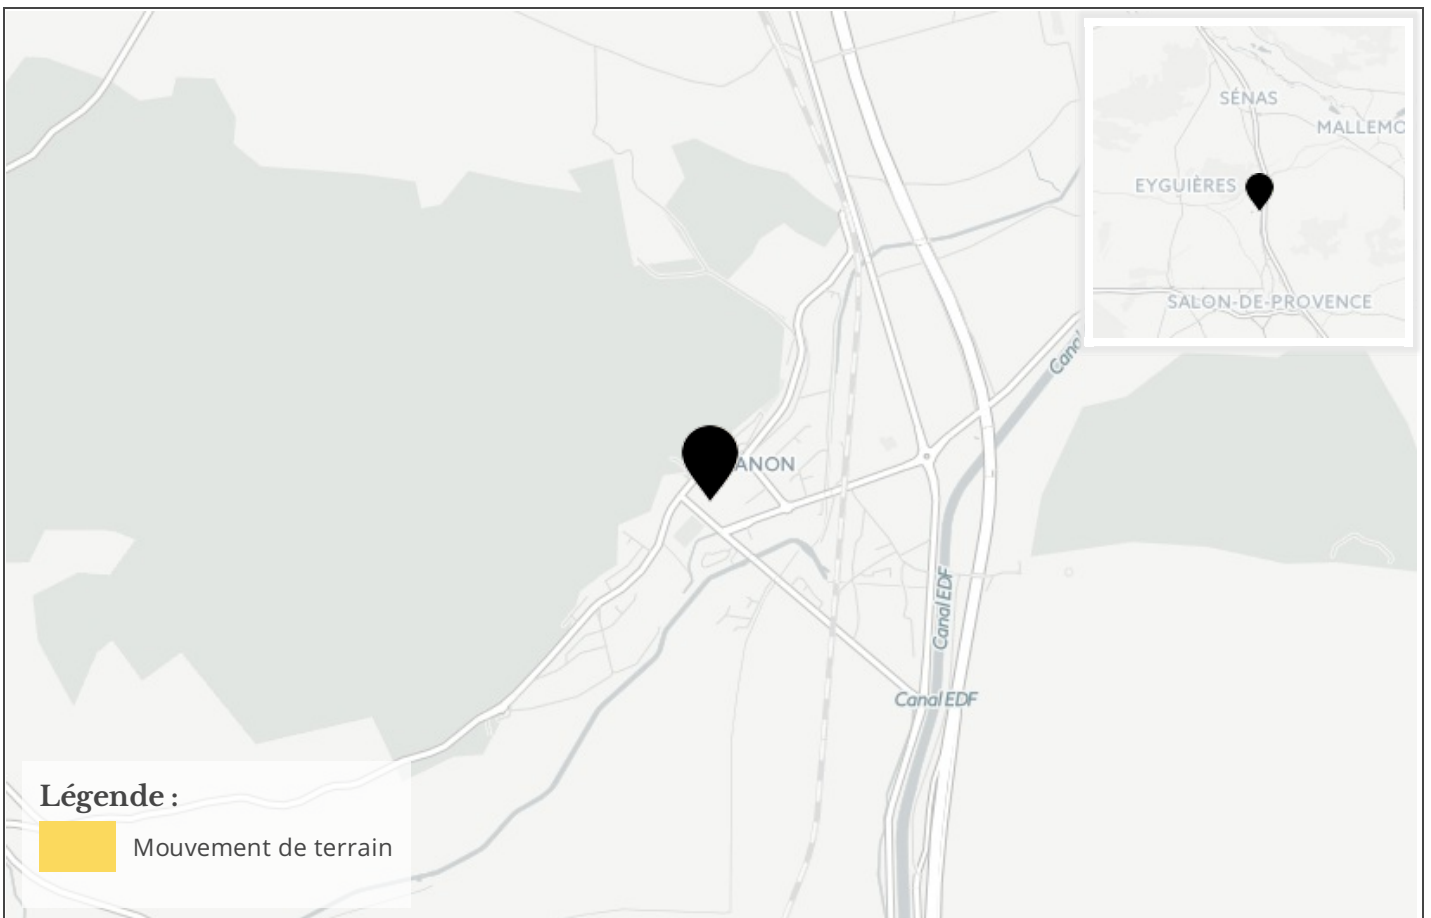 SÉNAS
MALLEMO
EYGUIÈRES
SALON-DE-PROVENCE
Canal
ANON
Canal EDF
Canal EDF
Légende :
Mouvement de terrain